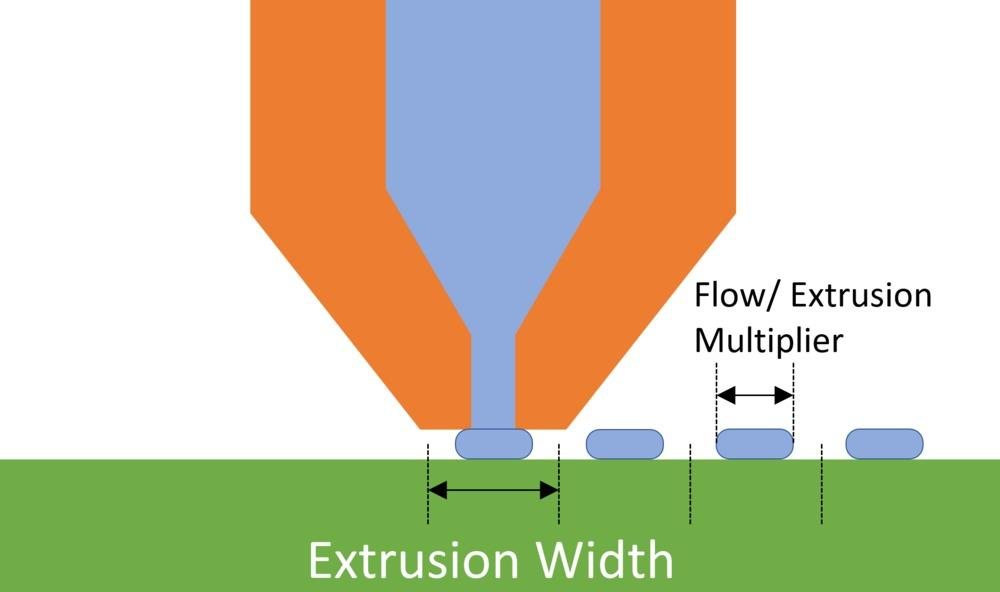 Flow/ Extrusion
Multiplier
Extrusion Width